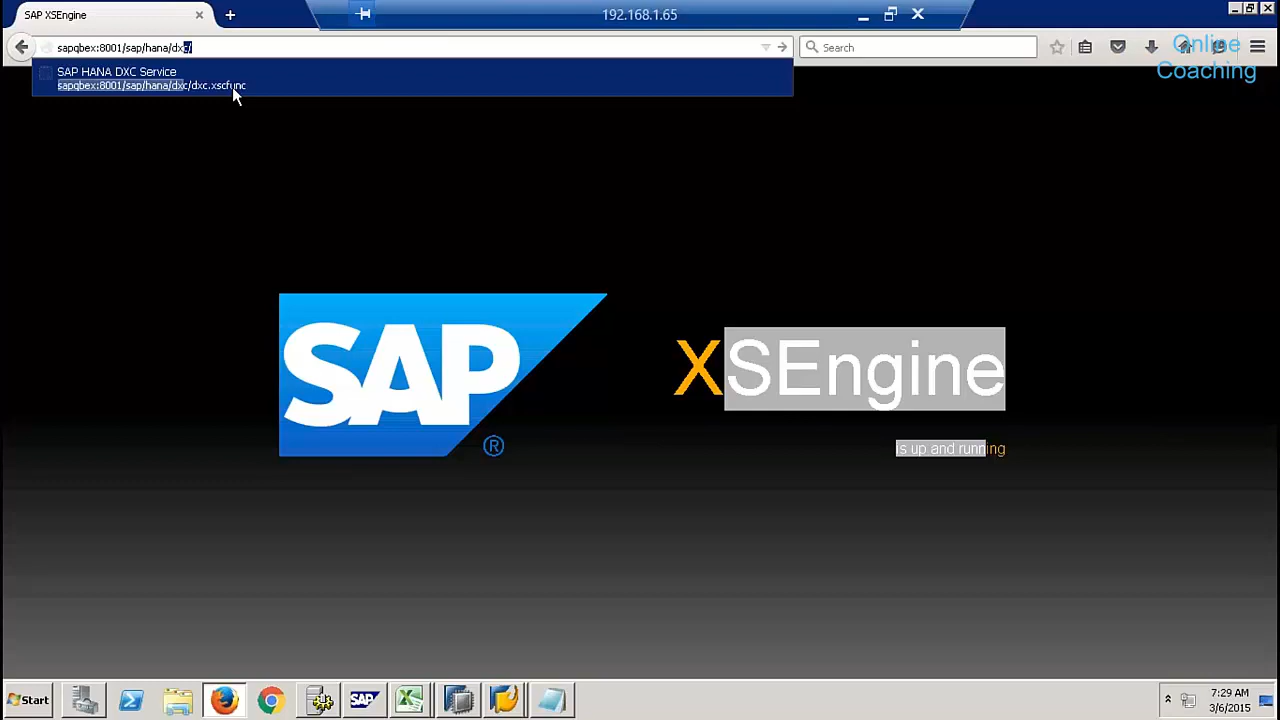 SAP XSEngine
192.168.1.65
sapqbex:8001/sap/hana/dxc/
Search
Online
Coaching
SAP HANA DXC Service
sapqbex:8001/sap/hana/dxc/dxc.xscfunc
SAP
®
XSEngine
is up and running
Start
SAP
7:29 AM
3/6/2015